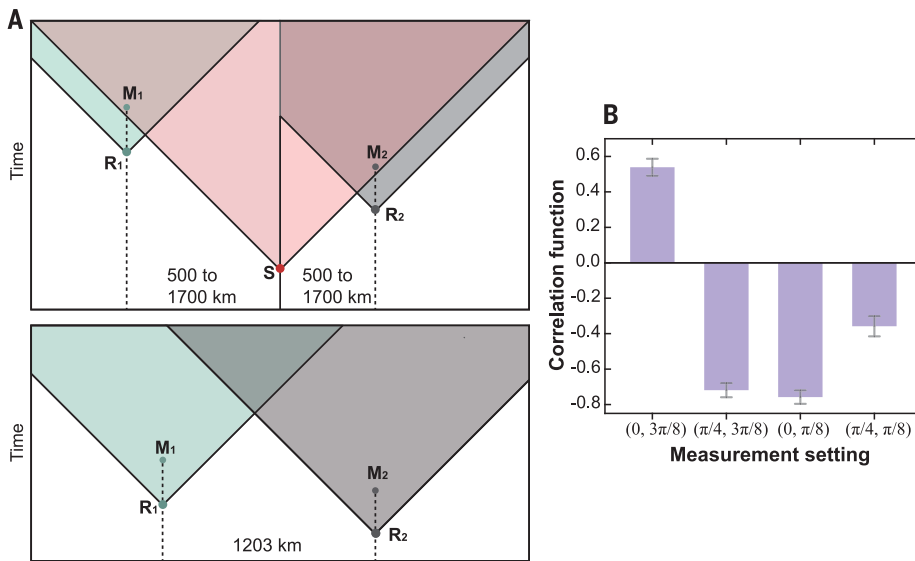 A
Time
M1
R1
M2
R2
S
500 to
1700 km
500 to
1700 km
Time
M1
R1
M2
R2
1203 km
B
Correlation function
0.6
0.4
0.2
0.0
-0.2
-0.4
-0.6
-0.8
(0, 3π/8) (π/4, 3π/8) (0, π/8) (π/4, π/8)
Measurement setting